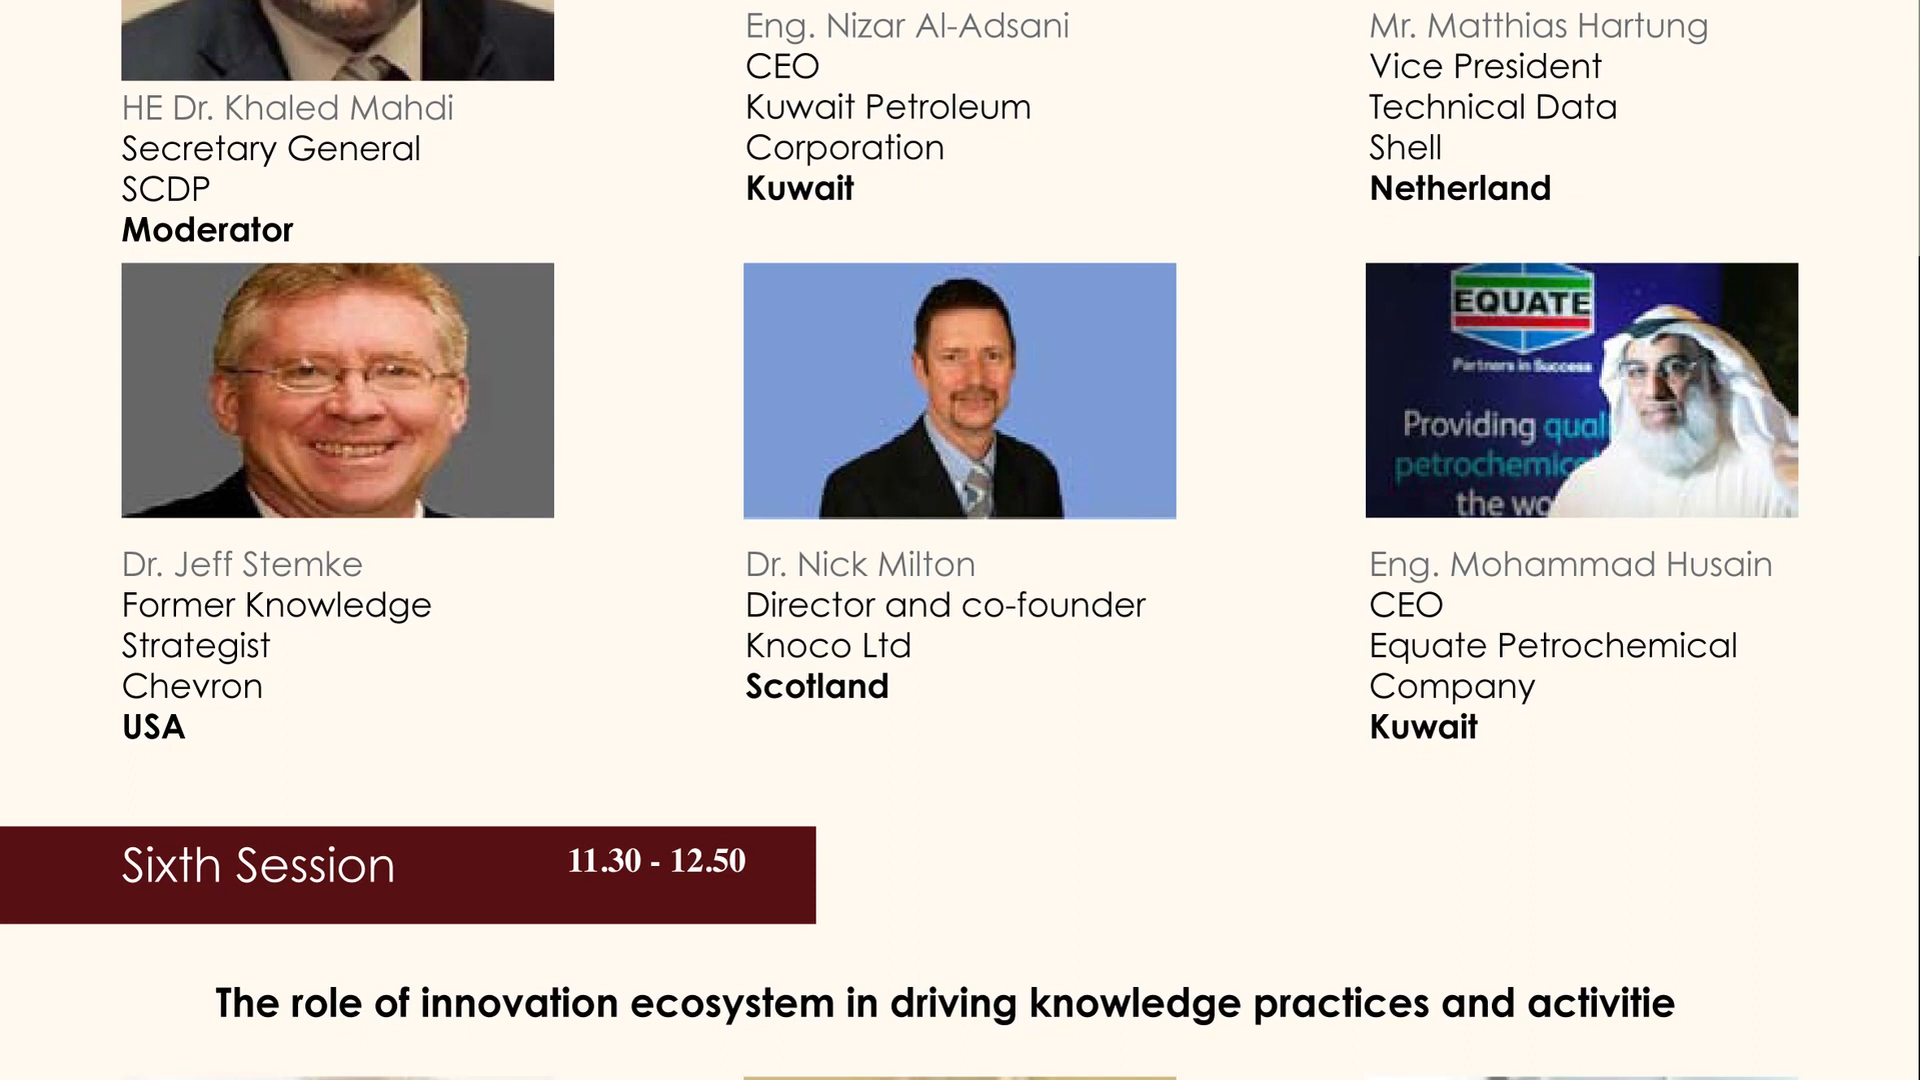 HE Dr. Khaled Mahdi
Secretary General
SCDP
Moderator
Eng. Nizar Al-Adsani
CEO
Kuwait Petroleum
Corporation
Kuwait
Mr. Matthias Hartung
Vice President
Technical Data
Shell
Netherland
EQUATE
Partners in Success
Providing quali
petrochemic
the wo
Dr. Jeff Stemke
Former Knowledge
Strategist
Chevron
USA
Dr. Nick Milton
Director and co-founder
Knoco Ltd
Scotland
Eng. Mohammad Husain
CEO
Equate Petrochemical
Company
Kuwait
Sixth Session 11.30 - 12.50
The role of innovation ecosystem in driving knowledge practices and activitie